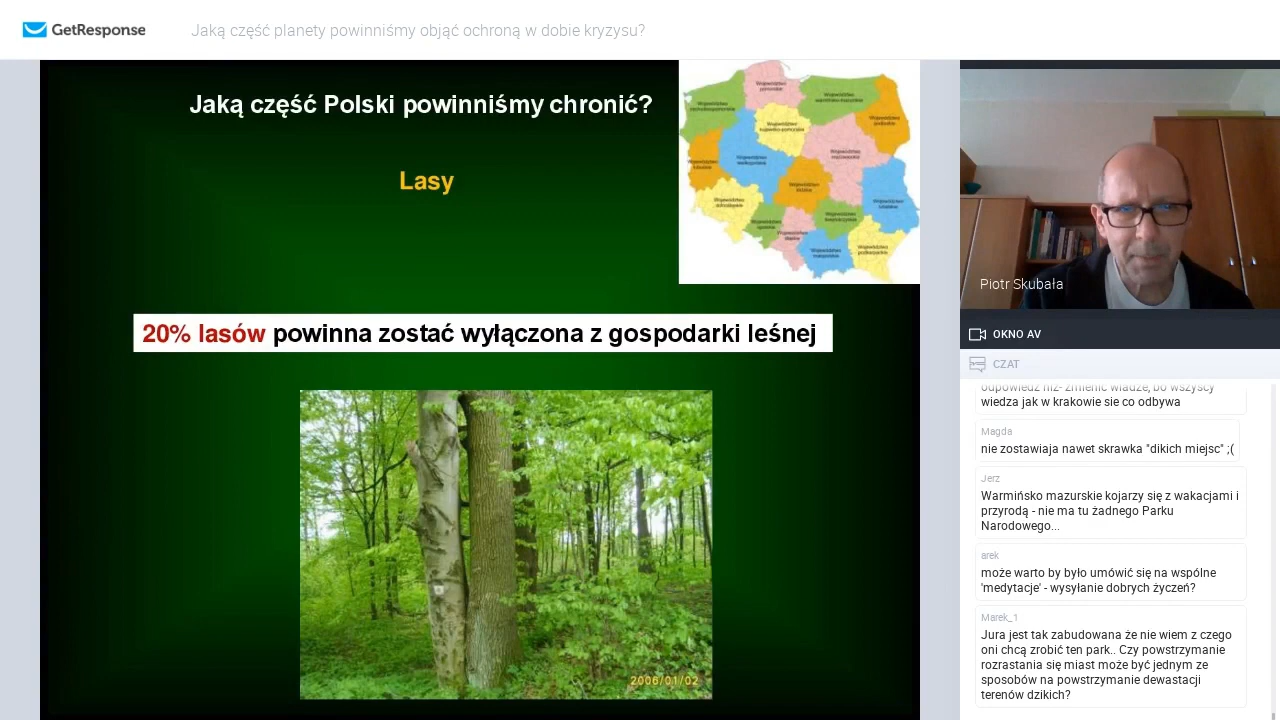 GetResponse
Jaką część planety powinniśmy objąć ochroną w dobie kryzysu?
Jaką część Polski powinniśmy chronić?
Lasy
20% lasów powinna zostać wyłączona z gospodarki leśnej
2006/01/02
Piotr Skubała
OKNO AV
CZAT
wiedza jak w krakowie sie co odbywa
Magda
nie zostawiaja nawet skrawka "dikich miejsc" ;(
Jerz
Warmińsko mazurskie kojarzy się z wakacjami i
przyrodą - nie ma tu żadnego Parku
Narodowego...
arek
może warto by było umówić się na wspólne
'medytacje' - wysyłanie dobrych życzeń?
Marek_1
Jura jest tak zabudowana że nie wiem z czego
oni chcą zrobić ten park.. Czy powstrzymanie
rozrastania się miast może być jednym ze
sposobów na powstrzymanie dewastacji
terenów dzikich?